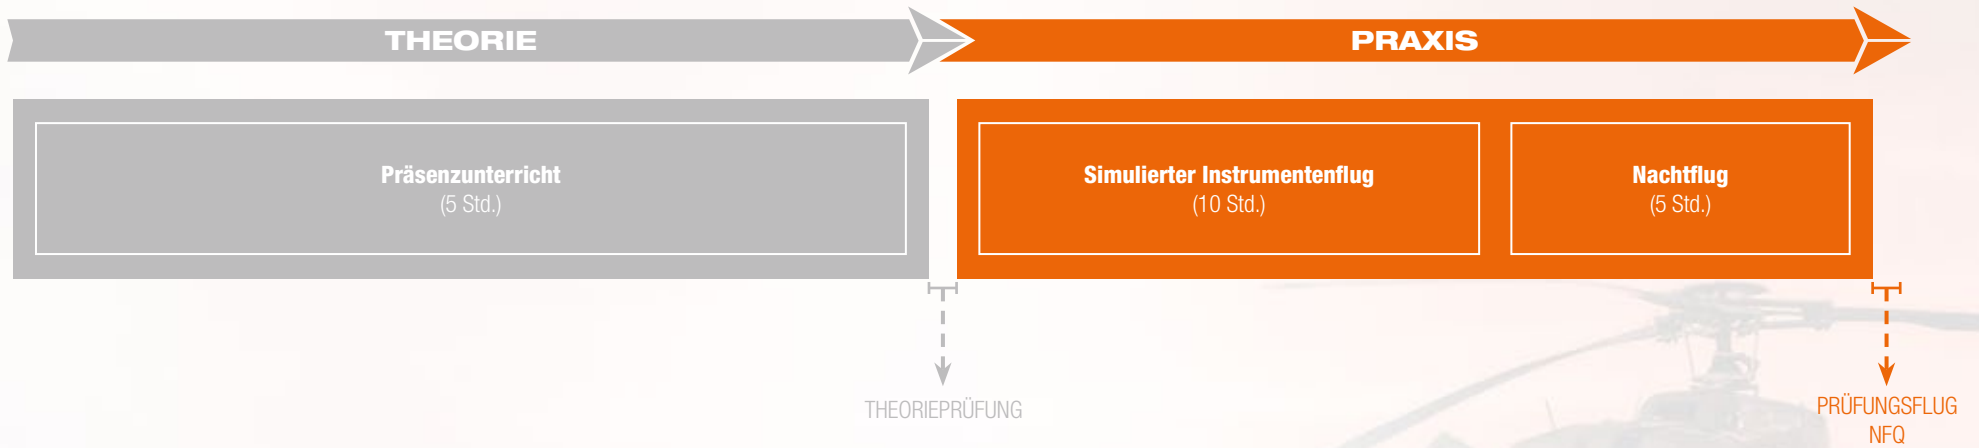 THEORIE
PRAXIS
Präsenzunterricht
(5 Std.)
Simulierter Instrumentenflug
(10 Std.)
Nachtflug
(5 Std.)
THEORIEPRÜFUNG
PRÜFUNGSFLUG
NFQ